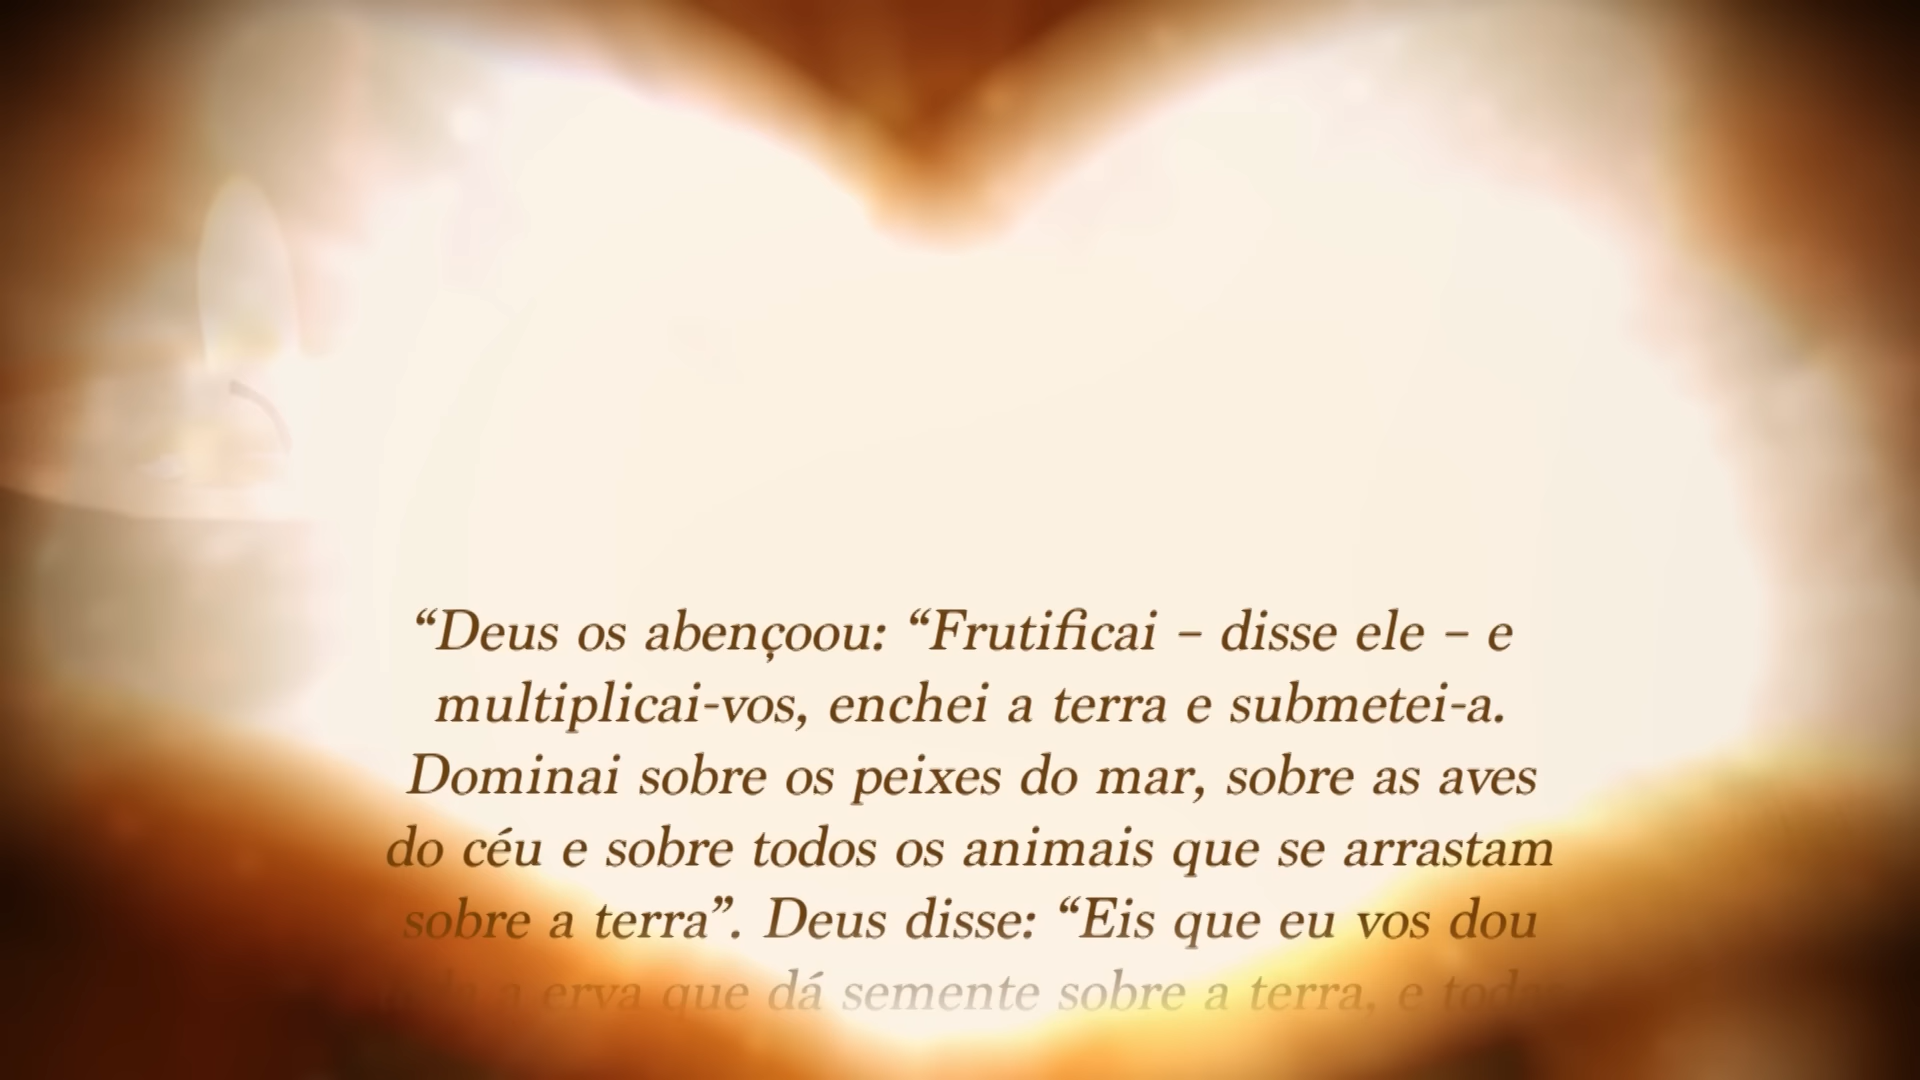 “Deus os abençoou: “Frutificai – disse ele – e
multiplicai-vos, enchei a terra e submetei-a.
Dominai sobre os peixes do mar, sobre as aves
do céu e sobre todos os animais que se arrastam
sobre a terra”. Deus disse: “Eis que eu vos dou
a erva que dá semente sobre a terra, e